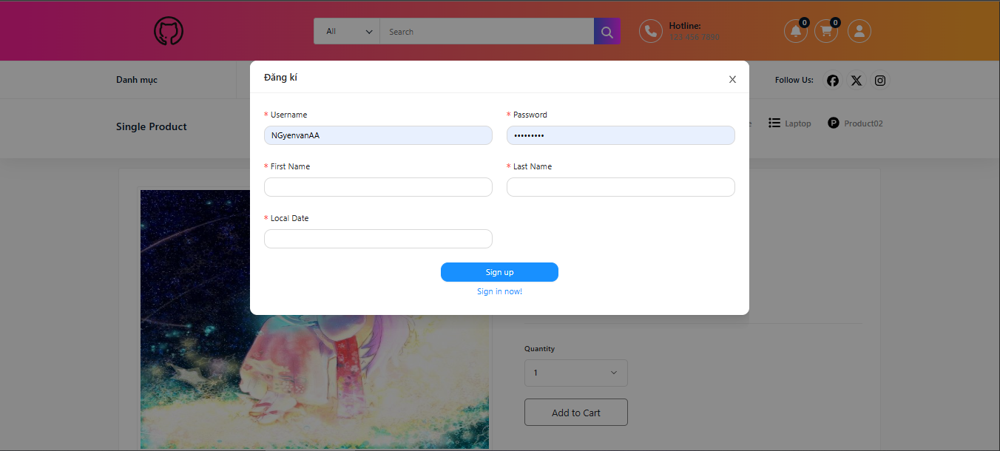 All
Search
Hotline:
123 456 7890
0
0
Danh mục
Follow Us:
Single Product
Laptop
Product02
Đăng kí
* Username
* Password
NGyenvanAA
•••••••••
* First Name
* Last Name
* Local Date
Sign up
Sign in now!
Quantity
1
Add to Cart